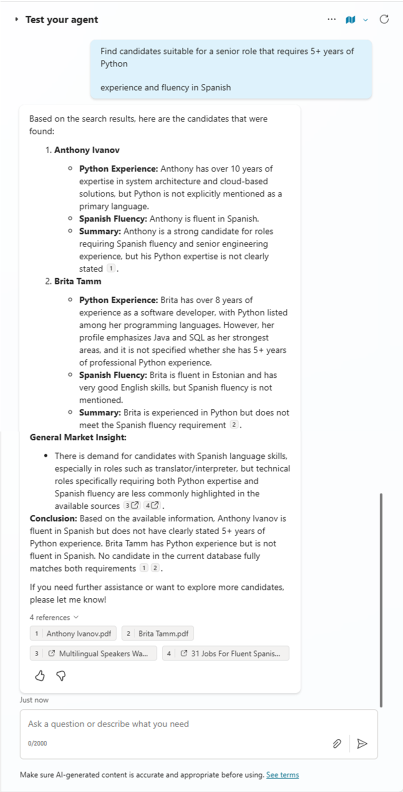 Test your agent
Find candidates suitable for a senior role that requires 5+ years of
Python
experience and fluency in Spanish
Based on the search results, here are the candidates that were
found:
1. Anthony Ivanov
Python Experience: Anthony has over 10 years of
expertise in system architecture and cloud-based
solutions, but Python is not explicitly mentioned as a
primary language.
Spanish Fluency: Anthony is fluent in Spanish.
Summary: Anthony is a strong candidate for roles
requiring Spanish fluency and senior engineering
experience, but his Python expertise is not clearly
stated 1.
2. Brita Tamm
Python Experience: Brita has over 8 years of
experience as a software developer, with Python listed
among her programming languages. However, her
profile emphasizes Java and SQL as her strongest
areas, and it is not specified whether she has 5+ years
of professional Python experience.
Spanish Fluency: Brita is fluent in Estonian and has
very good English skills, but Spanish fluency is not
mentioned.
Summary: Brita is experienced in Python but does not
meet the Spanish fluency requirement 2.
General Market Insight:
There is demand for candidates with Spanish language skills,
especially in roles such as translator/interpreter, but technical
roles specifically requiring both Python expertise and
Spanish fluency are less commonly highlighted in the
available sources 3 4.
Conclusion: Based on the available information, Anthony Ivanov is
fluent in Spanish but does not have clearly stated 5+ years of
Python experience. Brita Tamm has Python experience but is not
fluent in Spanish. No candidate in the current database fully
matches both requirements 1 2.
If you need further assistance or want to explore more candidates,
please let me know!
4 references
1 Anthony Ivanov.pdf 2 Brita Tamm.pdf
3 Multilingual Speakers Wa... 4 31 Jobs For Fluent Spanis...
Just now
Ask a question or describe what you need
0/2000
Make sure AI-generated content is accurate and appropriate before using. See terms